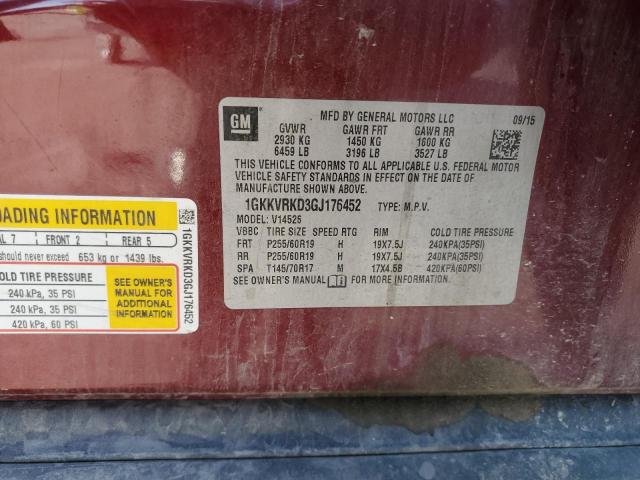 GM
MFD BY GENERAL MOTORS LLC 09/15
GVWR GAWR FRT GAWR RR
2930 KG 1450 KG 1600 KG
6459 LB 3196 LB 3527 LB
THIS VEHICLE CONFORMS TO ALL APPLICABLE U.S. FEDERAL MOTOR
VEHICLE SAFETY STANDARDS IN EFFECT ON THE DATE OF
MANUFACTURE SHOWN ABOVE.
1GKKVRKD3GJ176452 TYPE: M.P.V.
MODEL: V14526
VBBC TIRE SIZE SPEED RTG RIM COLD TIRE PRESSURE
FRT P255/60R19 H 19X7.5J 240KPA(35PSI)
RR P255/60R19 H 19X7.5J 240KPA(35PSI)
SPA T145/70R17 M 17X4.5B 420KPA(60PSI)
SEE OWNER'S MANUAL FOR MORE INFORMATION.
OADING INFORMATION
AL 7 FRONT 2 REAR 5
hould never exceed 653 kg or 1439 lbs.
COLD TIRE PRESSURE
240 kPa, 35 PSI
240 kPa, 35 PSI
420 kPa, 60 PSI
SEE OWNER'S
MANUAL FOR
ADDITIONAL
INFORMATION
1GKKVRKD3GJ176452